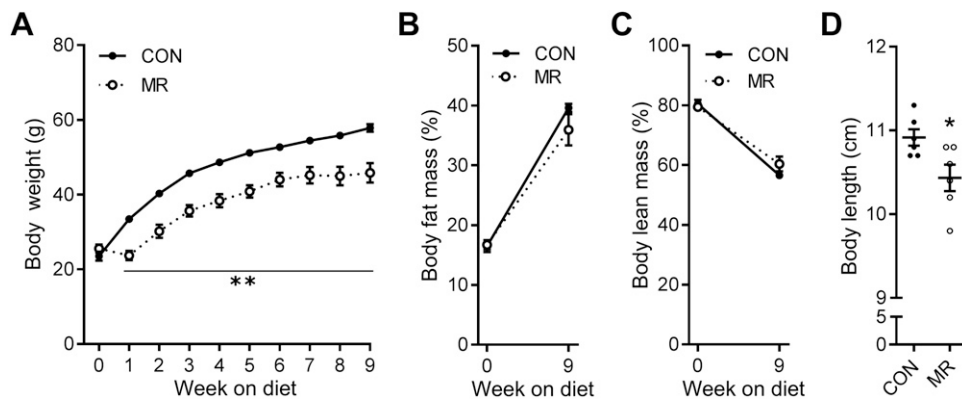 A
Body weight (g)
80
60
40
20
0
CON
MR
**
0 1 2 3 4 5 6 7 8 9
Week on diet
B
Body fat mass (%)
50
40
30
20
10
0
CON
MR
0 9
Week on diet
C
Body lean mass (%)
100
80
60
40
20
0
CON
MR
0 9
Week on diet
D
Body length (cm)
12
11
10
9
5
0
*
CON MR